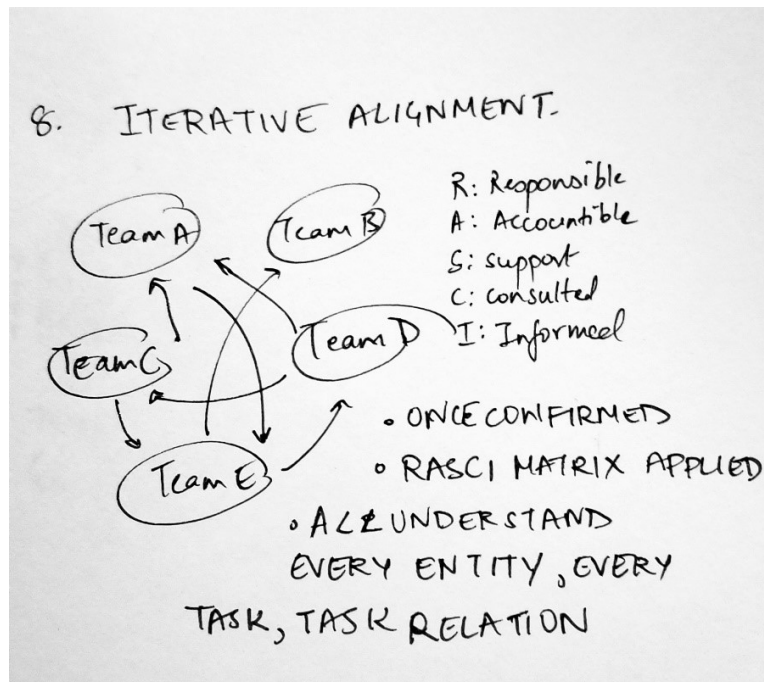 8. ITERATIVE ALIGNMENT.
Team A
Team B
R: Responsible
A: Accountible
S: support
C: consulted
I: Informed
Team C
Team D
Team E
• ONCE CONFIRMED
• RASCI MATRIX APPLIED
• ALL UNDERSTAND
EVERY ENTITY, EVERY
TASK, TASK RELATION